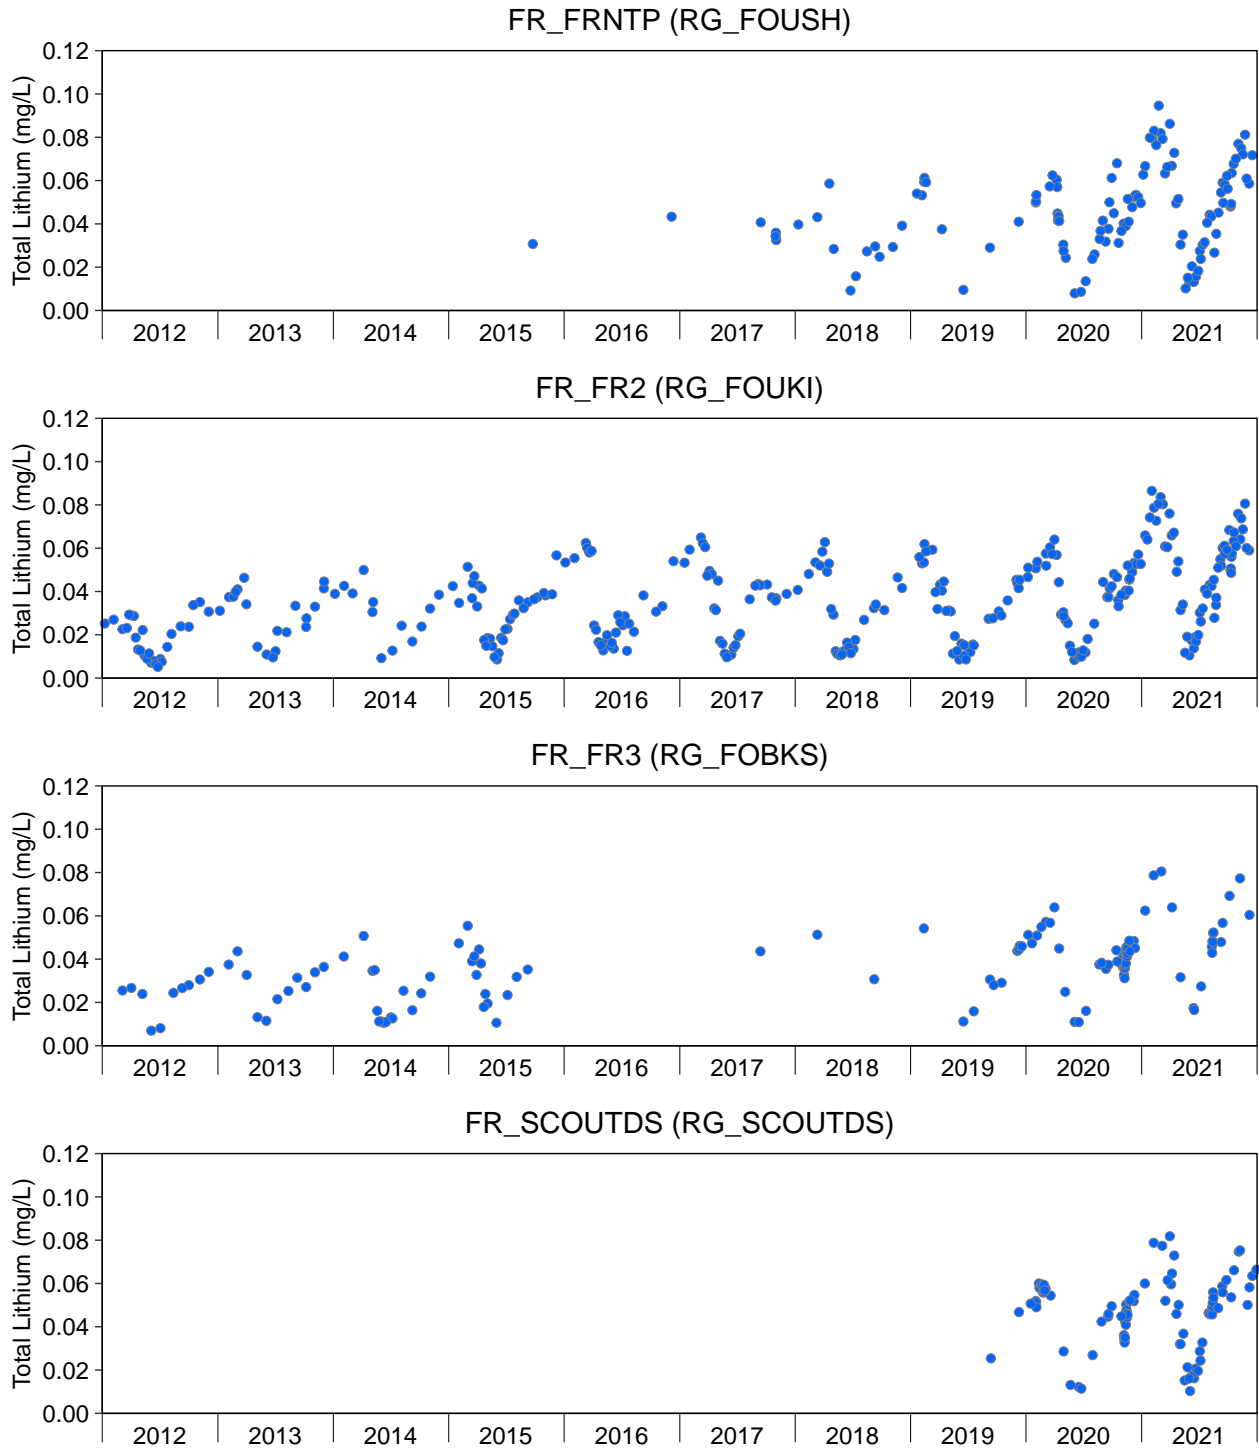 FR_FRNTP (RG_FOUSH)
Total Lithium (mg/L)
0.12
0.10
0.08
0.06
0.04
0.02
0.00
2012 2013 2014 2015 2016 2017 2018 2019 2020 2021
FR_FR2 (RG_FOUKI)
Total Lithium (mg/L)
0.12
0.10
0.08
0.06
0.04
0.02
0.00
2012 2013 2014 2015 2016 2017 2018 2019 2020 2021
FR_FR3 (RG_FOBKS)
Total Lithium (mg/L)
0.12
0.10
0.08
0.06
0.04
0.02
0.00
2012 2013 2014 2015 2016 2017 2018 2019 2020 2021
FR_SCOUTDS (RG_SCOUTDS)
Total Lithium (mg/L)
0.12
0.10
0.08
0.06
0.04
0.02
0.00
2012 2013 2014 2015 2016 2017 2018 2019 2020 2021